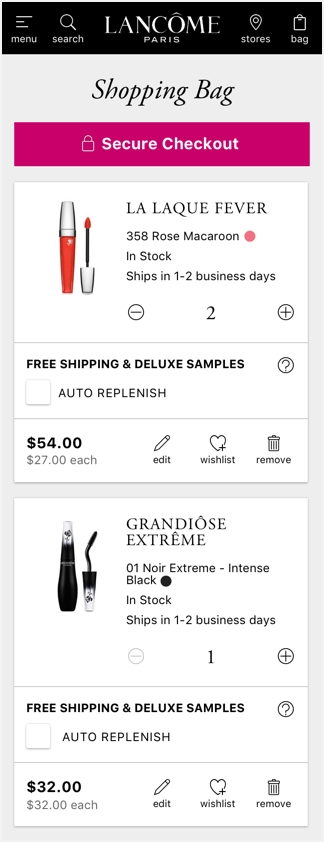 menu
search
LANCÔME
PARIS
stores
bag
Shopping Bag
Secure Checkout
LA LAQUE FEVER
358 Rose Macaroon
In Stock
Ships in 1-2 business days
2
FREE SHIPPING & DELUXE SAMPLES
?
AUTO REPLENISH
$54.00
$27.00 each
edit
wishlist
remove
GRANDIÔSE
EXTRÊME
01 Noir Extreme - Intense
Black
In Stock
Ships in 1-2 business days
1
FREE SHIPPING & DELUXE SAMPLES
?
AUTO REPLENISH
$32.00
$32.00 each
edit
wishlist
remove